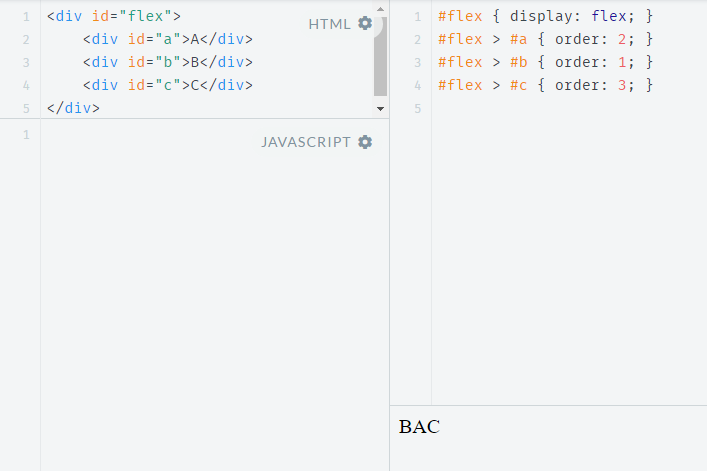 1 <div id="flex">
2     <div id="a">A</div>
3     <div id="b">B</div>
4     <div id="c">C</div>
5 </div>
HTML
1
JAVASCRIPT
1 #flex { display: flex; }
2 #flex > #a { order: 2; }
3 #flex > #b { order: 1; }
4 #flex > #c { order: 3; }
5
BAC